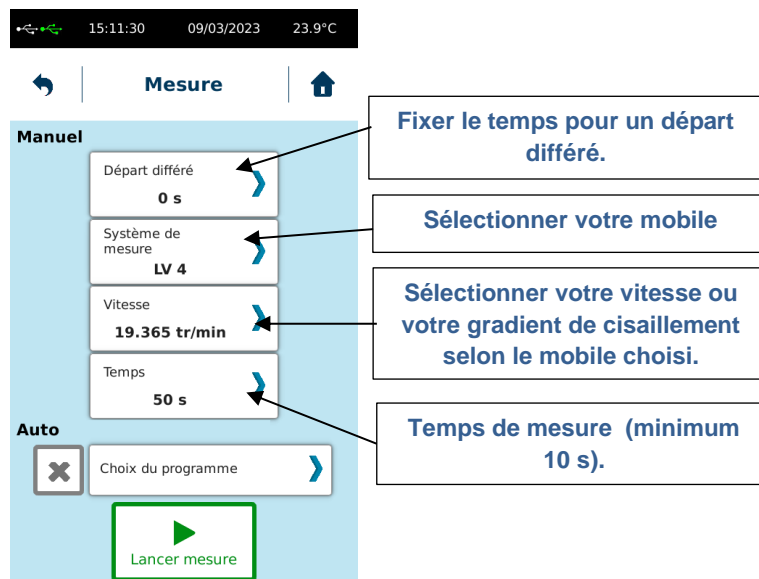 15:11:30 09/03/2023 23.9°C
Mesure
Manuel
Départ différé
0 s
Système de
mesure
LV 4
Vitesse
19.365 tr/min
Temps
50 s
Auto
Choix du programme
Lancer mesure
Fixer le temps pour un départ
différé.
Sélectionner votre mobile
Sélectionner votre vitesse ou
votre gradient de cisaillement
selon le mobile choisi.
Temps de mesure (minimum
10 s).